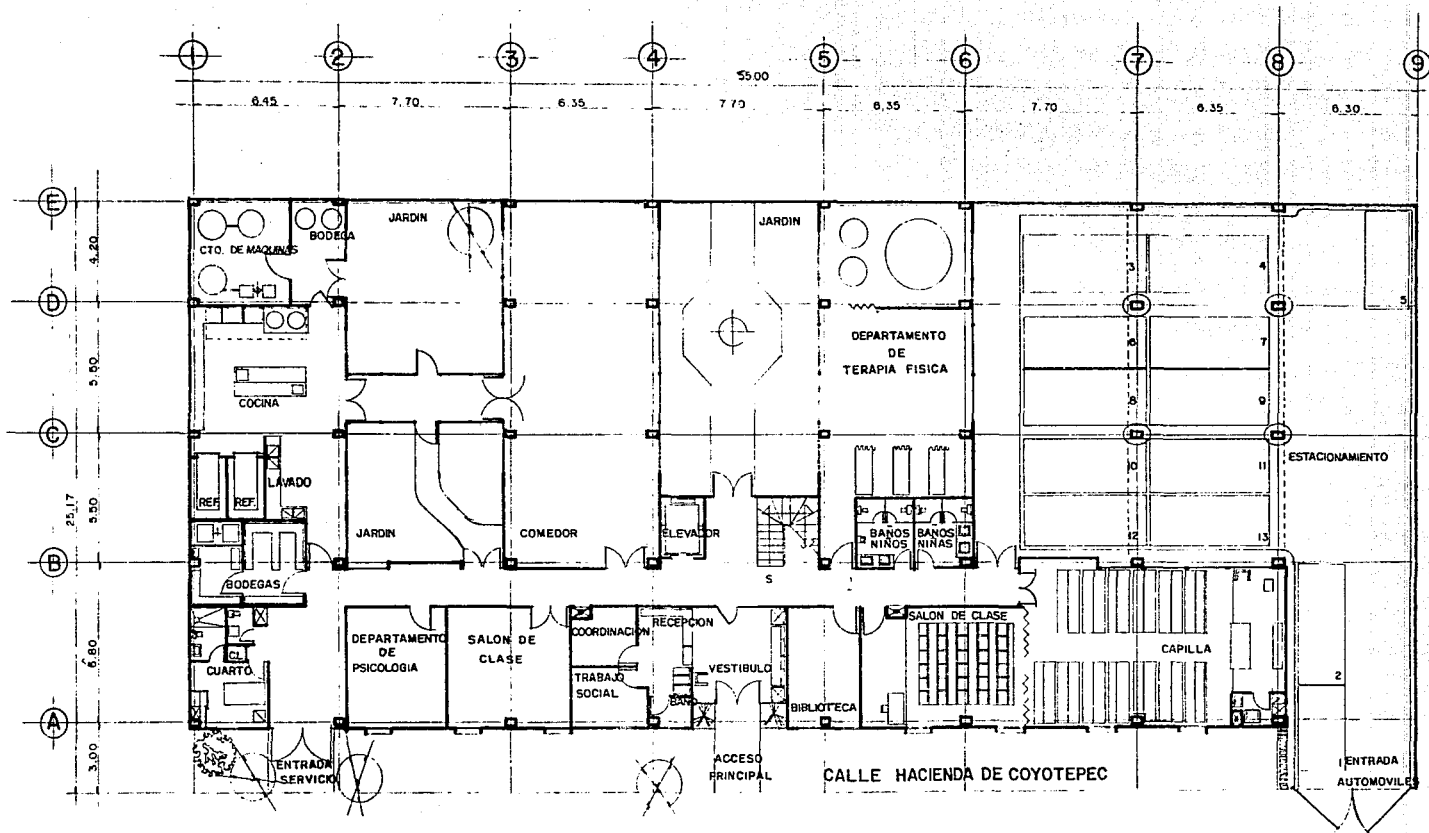 1 2 3 4 5 6 7 8 9
55.00
6.45 7.70 6.35 7.70 6.35 7.70 6.35 6.30
E
JARDIN
JARDIN
BODEGA
CTO. DE MAQUINAS
4.20
3 4
5
D
DEPARTAMENTO
DE
TERAPIA FISICA
6 7
5.60
COCINA
8 9
C
ESTACIONAMIENTO
10 11
LAVADO
REF. REF.
25.17
5.50
JARDIN
COMEDOR
ELEVADOR
BAÑOS
NIÑOS
BAÑOS
NIÑAS
12 13
B
S
BODEGAS
SALON DE CLASE
RECEPCION
COORDINACION
DEPARTAMENTO
DE
PSICOLOGIA
SALON DE
CLASE
CAPILLA
6.80
CL.
CUARTO
VESTIBULO
TRABAJO
SOCIAL
2
BAÑO
BIBLIOTECA
A
3.00
ENTRADA
SERVICIO
ACCESO
PRINCIPAL
CALLE HACIENDA DE COYOTEPEC
1
ENTRADA
AUTOMOVILES